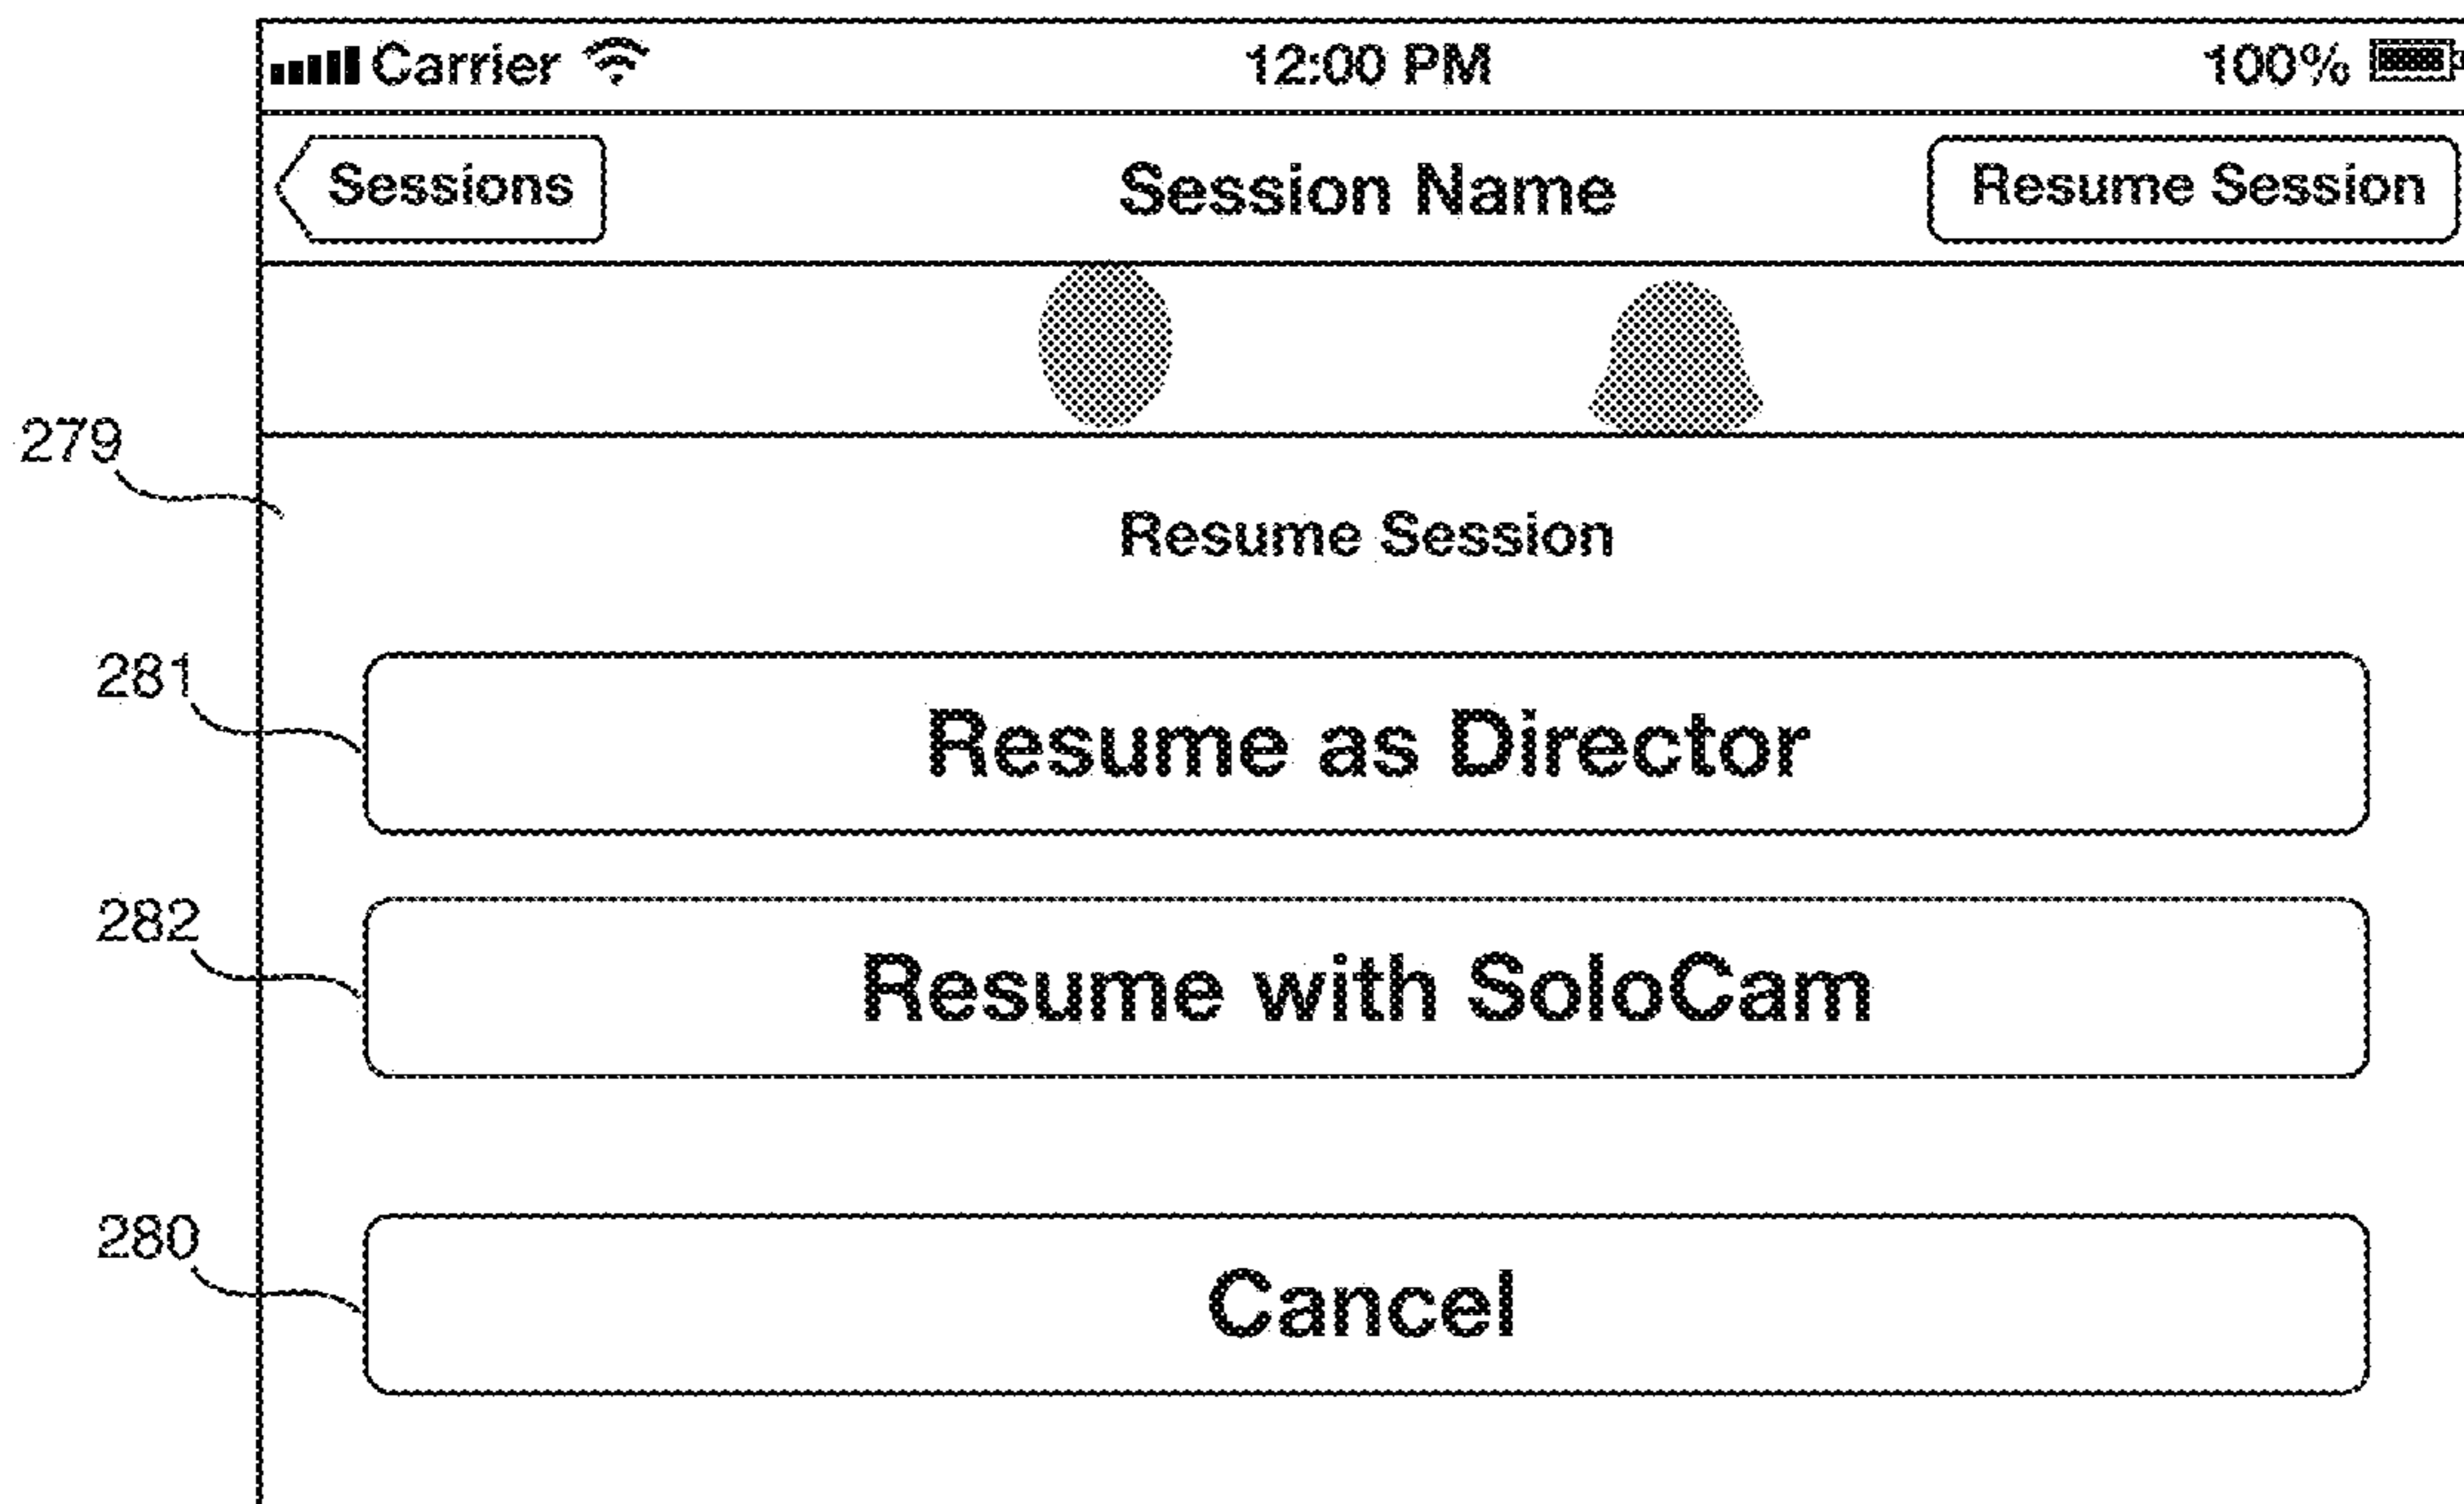 Carrier 12:00 PM 100%
Sessions Session Name Resume Session
279
Resume Session
281
Resume as Director
282
Resume with SoloCam
280
Cancel